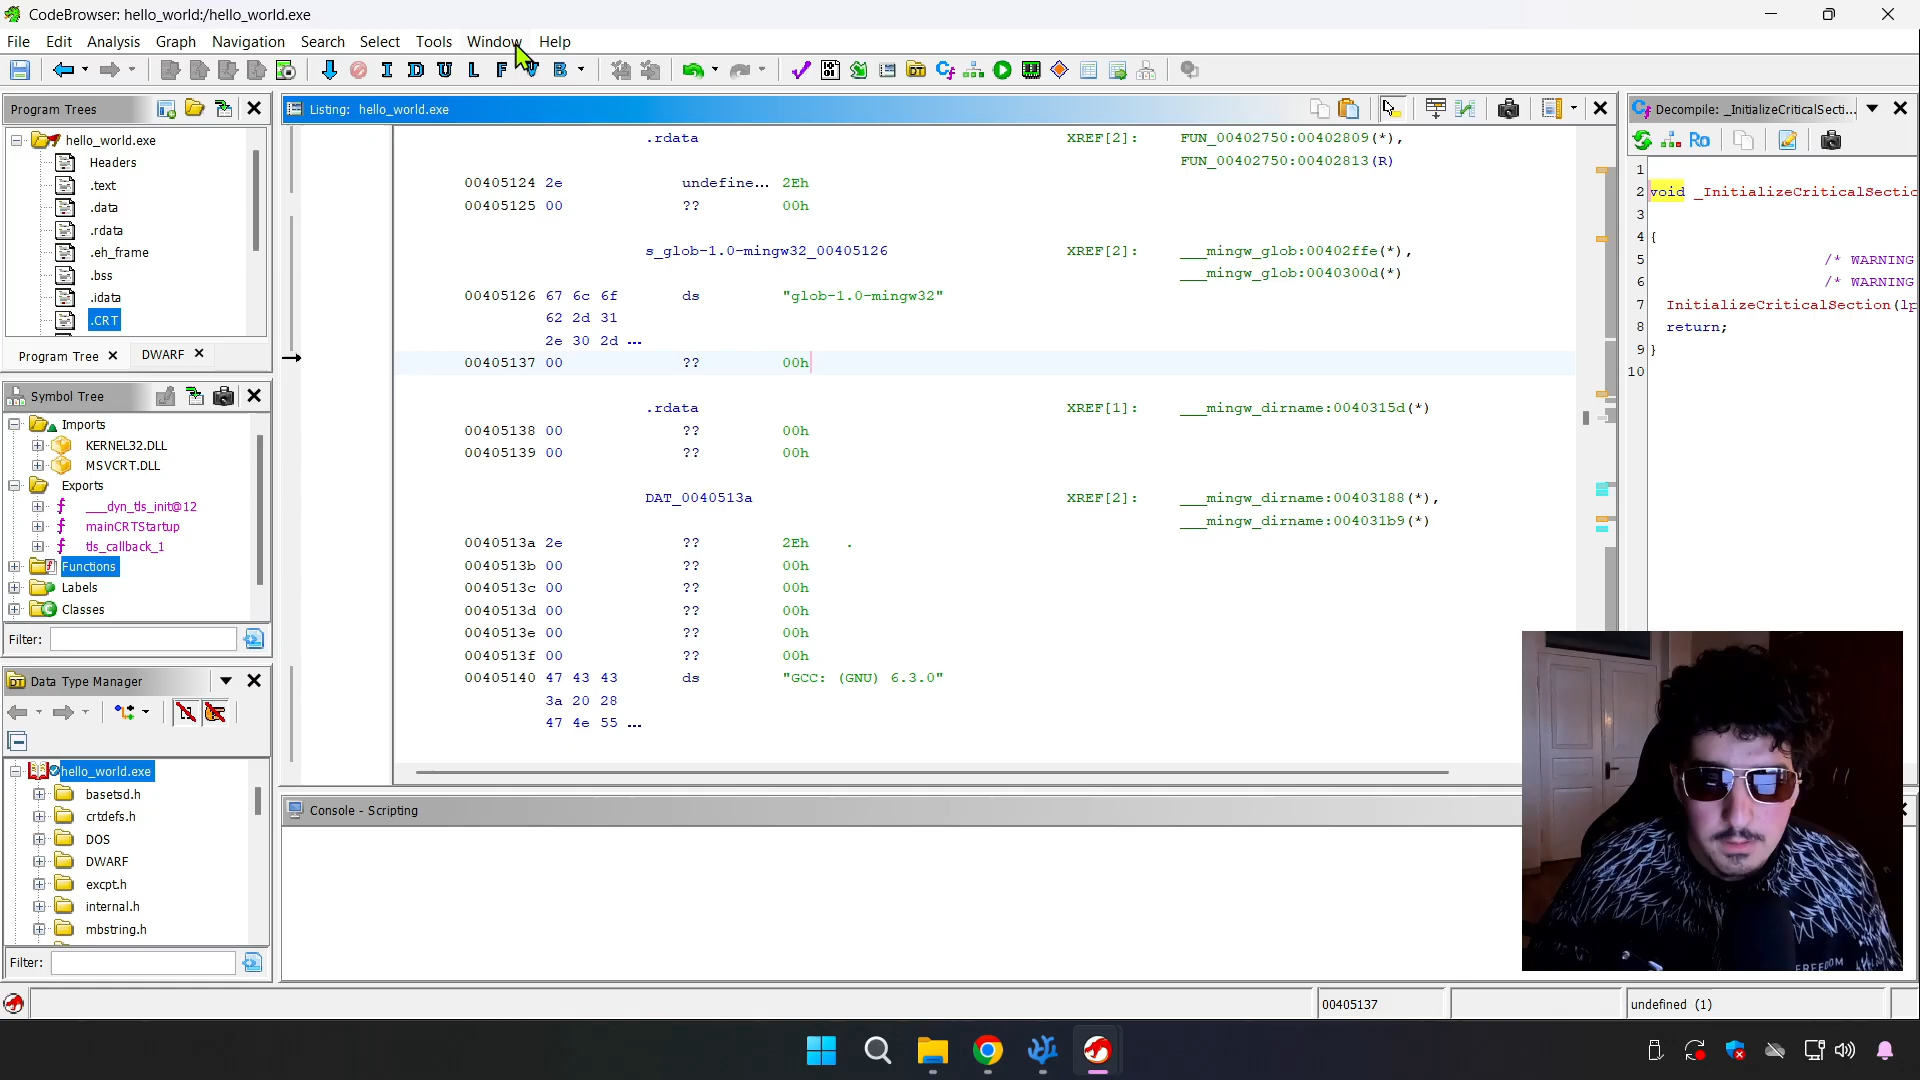 CodeBrowser: hello_world:/hello_world.exe
File Edit Analysis Graph Navigation Search Select Tools Window Help
I D U L F V B
Program Trees
hello_world.exe
Headers
.text
.data
.rdata
.eh_frame
.bss
.idata
.CRT
Program Tree DWARF
Symbol Tree
Imports
KERNEL32.DLL
MSVCRT.DLL
Exports
___dyn_tls_init@12
mainCRTStartup
tls_callback_1
Functions
Labels
Classes
Filter:
Data Type Manager
hello_world.exe
basetsd.h
crtdefs.h
DOS
DWARF
excpt.h
internal.h
mbstring.h
Filter:
Listing: hello_world.exe
.rdata XREF[2]: FUN_00402750:00402809(*),
FUN_00402750:00402813(R)
00405124 2e undefine... 2Eh
00405125 00 ?? 00h
s_glob-1.0-mingw32_00405126 XREF[2]: ___mingw_glob:00402ffe(*),
___mingw_glob:0040300d(*)
00405126 67 6c 6f ds "glob-1.0-mingw32"
62 2d 31
2e 30 2d ...
00405137 00 ?? 00h
.rdata XREF[1]: ___mingw_dirname:0040315d(*)
00405138 00 ?? 00h
00405139 00 ?? 00h
DAT_0040513a XREF[2]: ___mingw_dirname:00403188(*),
___mingw_dirname:004031b9(*)
0040513a 2e ?? 2Eh .
0040513b 00 ?? 00h
0040513c 00 ?? 00h
0040513d 00 ?? 00h
0040513e 00 ?? 00h
0040513f 00 ?? 00h
00405140 47 43 43 ds "GCC: (GNU) 6.3.0"
3a 20 28
47 4e 55 ...
Console - Scripting
Decompile: _InitializeCriticalSecti...
Ro
1
2 void _InitializeCriticalSectio
3
4 {
5 /* WARNING
6 /* WARNING
7 InitializeCriticalSection(lp
8 return;
9 }
10
FREEDOM
00405137
undefined (1)